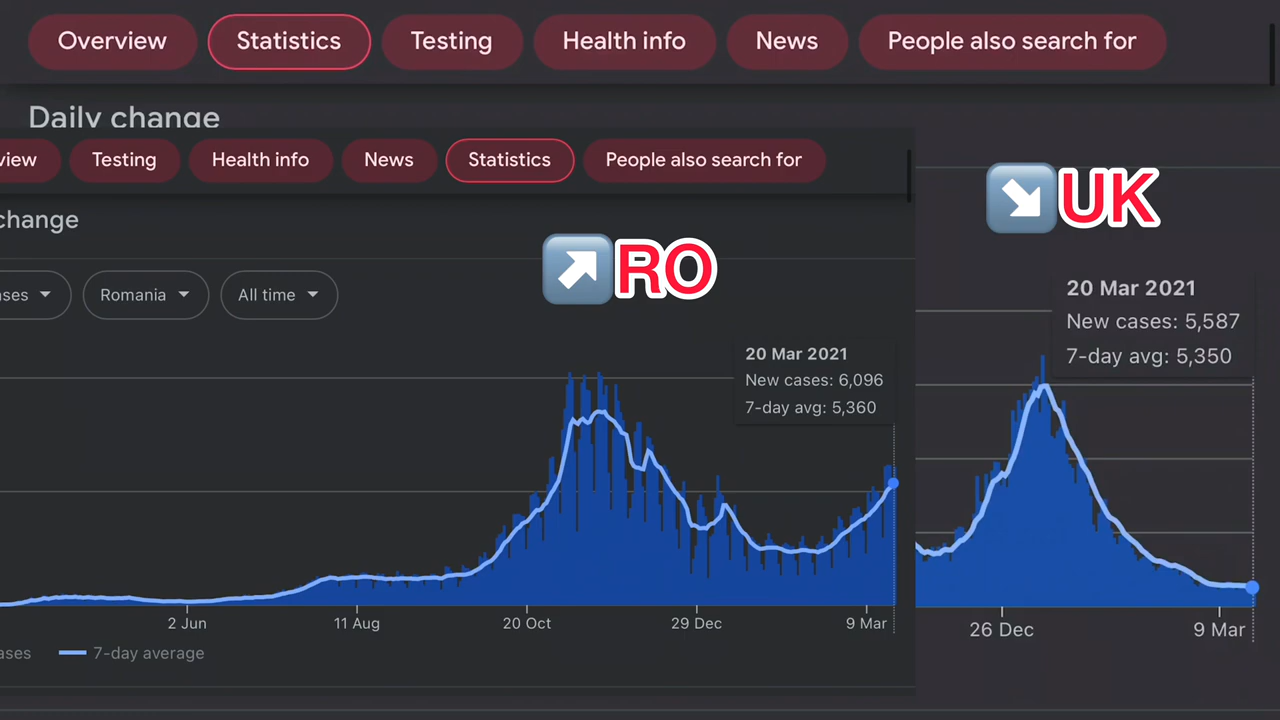 Overview Statistics Testing Health info News People also search for
Daily change
view Testing Health info News Statistics People also search for
change
ases Romania All time
RO
20 Mar 2021
New cases: 6,096
7-day avg: 5,360
2 Jun 11 Aug 20 Oct 29 Dec 9 Mar
ases 7-day average
UK
20 Mar 2021
New cases: 5,587
7-day avg: 5,350
26 Dec 9 Mar